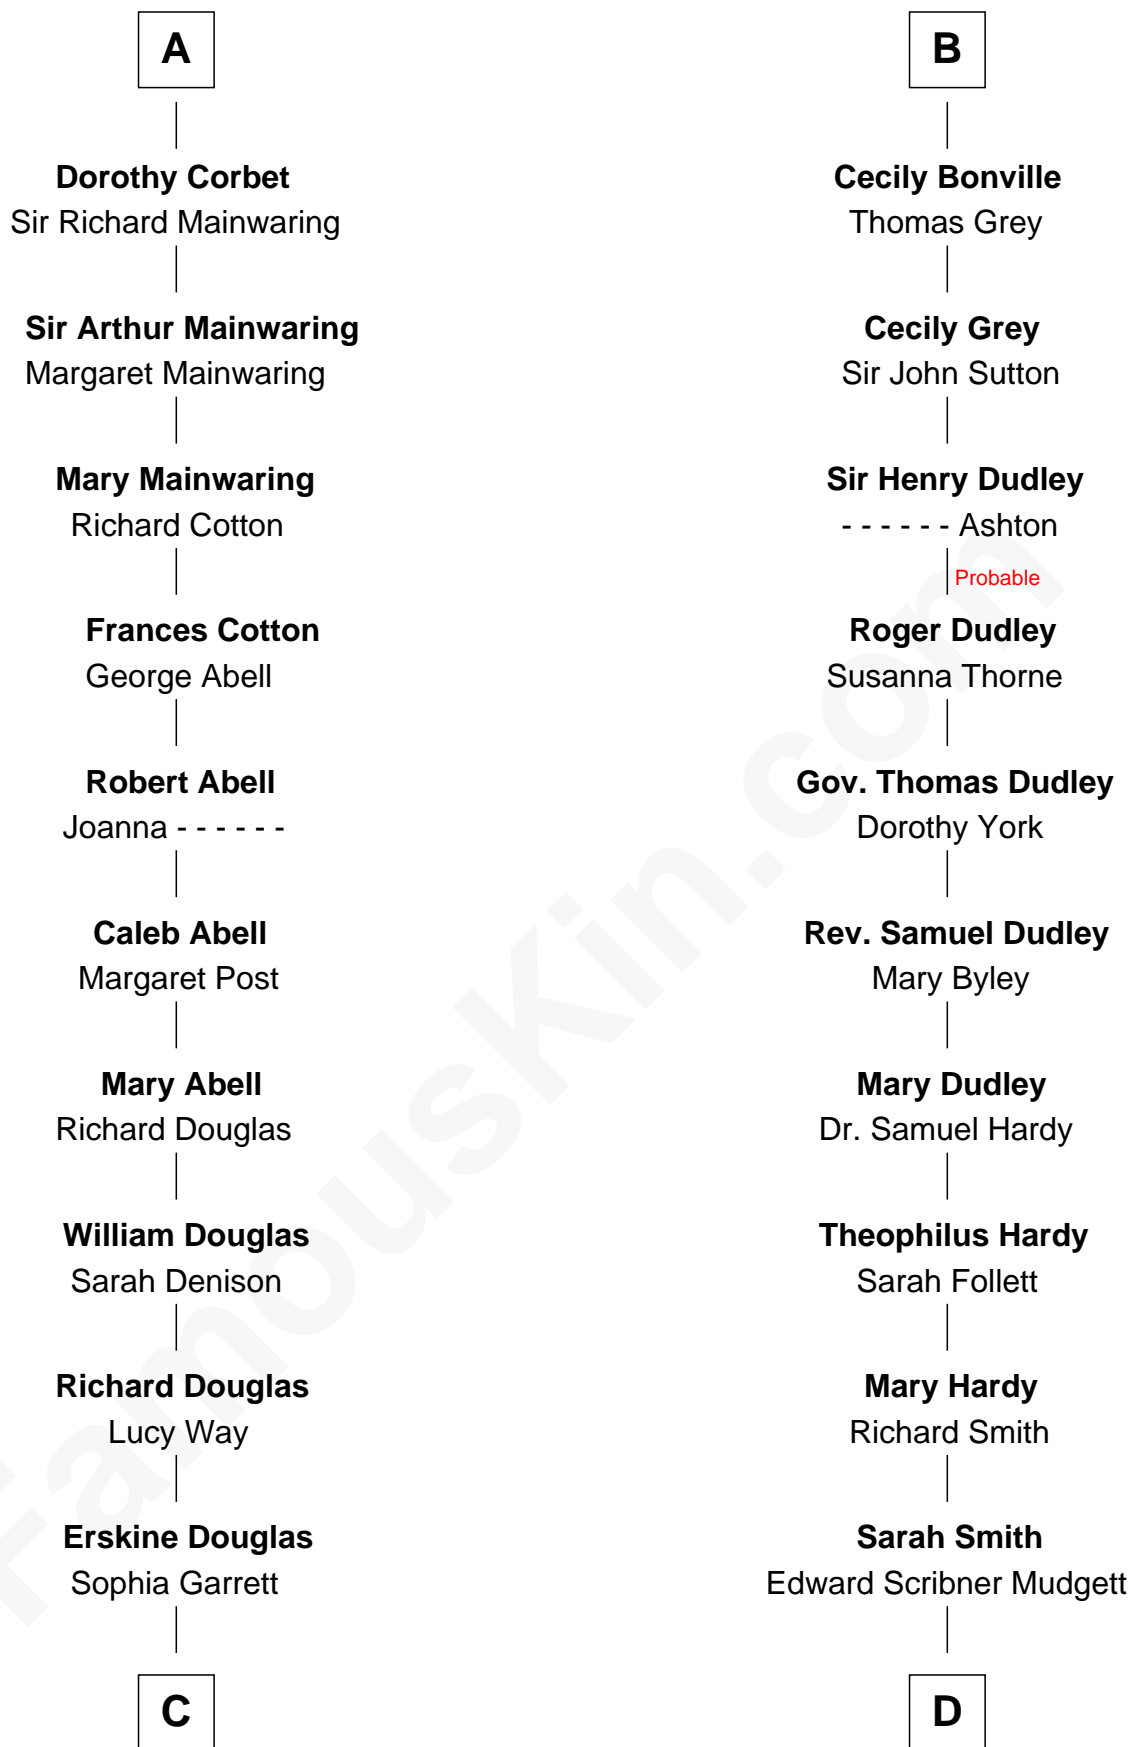 A
Dorothy Corbet
Sir Richard Mainwaring
Sir Arthur Mainwaring
Margaret Mainwaring
Mary Mainwaring
Richard Cotton
Frances Cotton
George Abell
Robert Abell
Joanna - - - - - -
Caleb Abell
Margaret Post
Mary Abell
Richard Douglas
William Douglas
Sarah Denison
Richard Douglas
Lucy Way
Erskine Douglas
Sophia Garrett
C
B
Cecily Bonville
Thomas Grey
Cecily Grey
Sir John Sutton
Sir Henry Dudley
- - - - - - Ashton
Probable
Roger Dudley
Susanna Thorne
Gov. Thomas Dudley
Dorothy York
Rev. Samuel Dudley
Mary Byley
Mary Dudley
Dr. Samuel Hardy
Theophilus Hardy
Sarah Follett
Mary Hardy
Richard Smith
Sarah Smith
Edward Scribner Mudgett
D
FamousKin.com